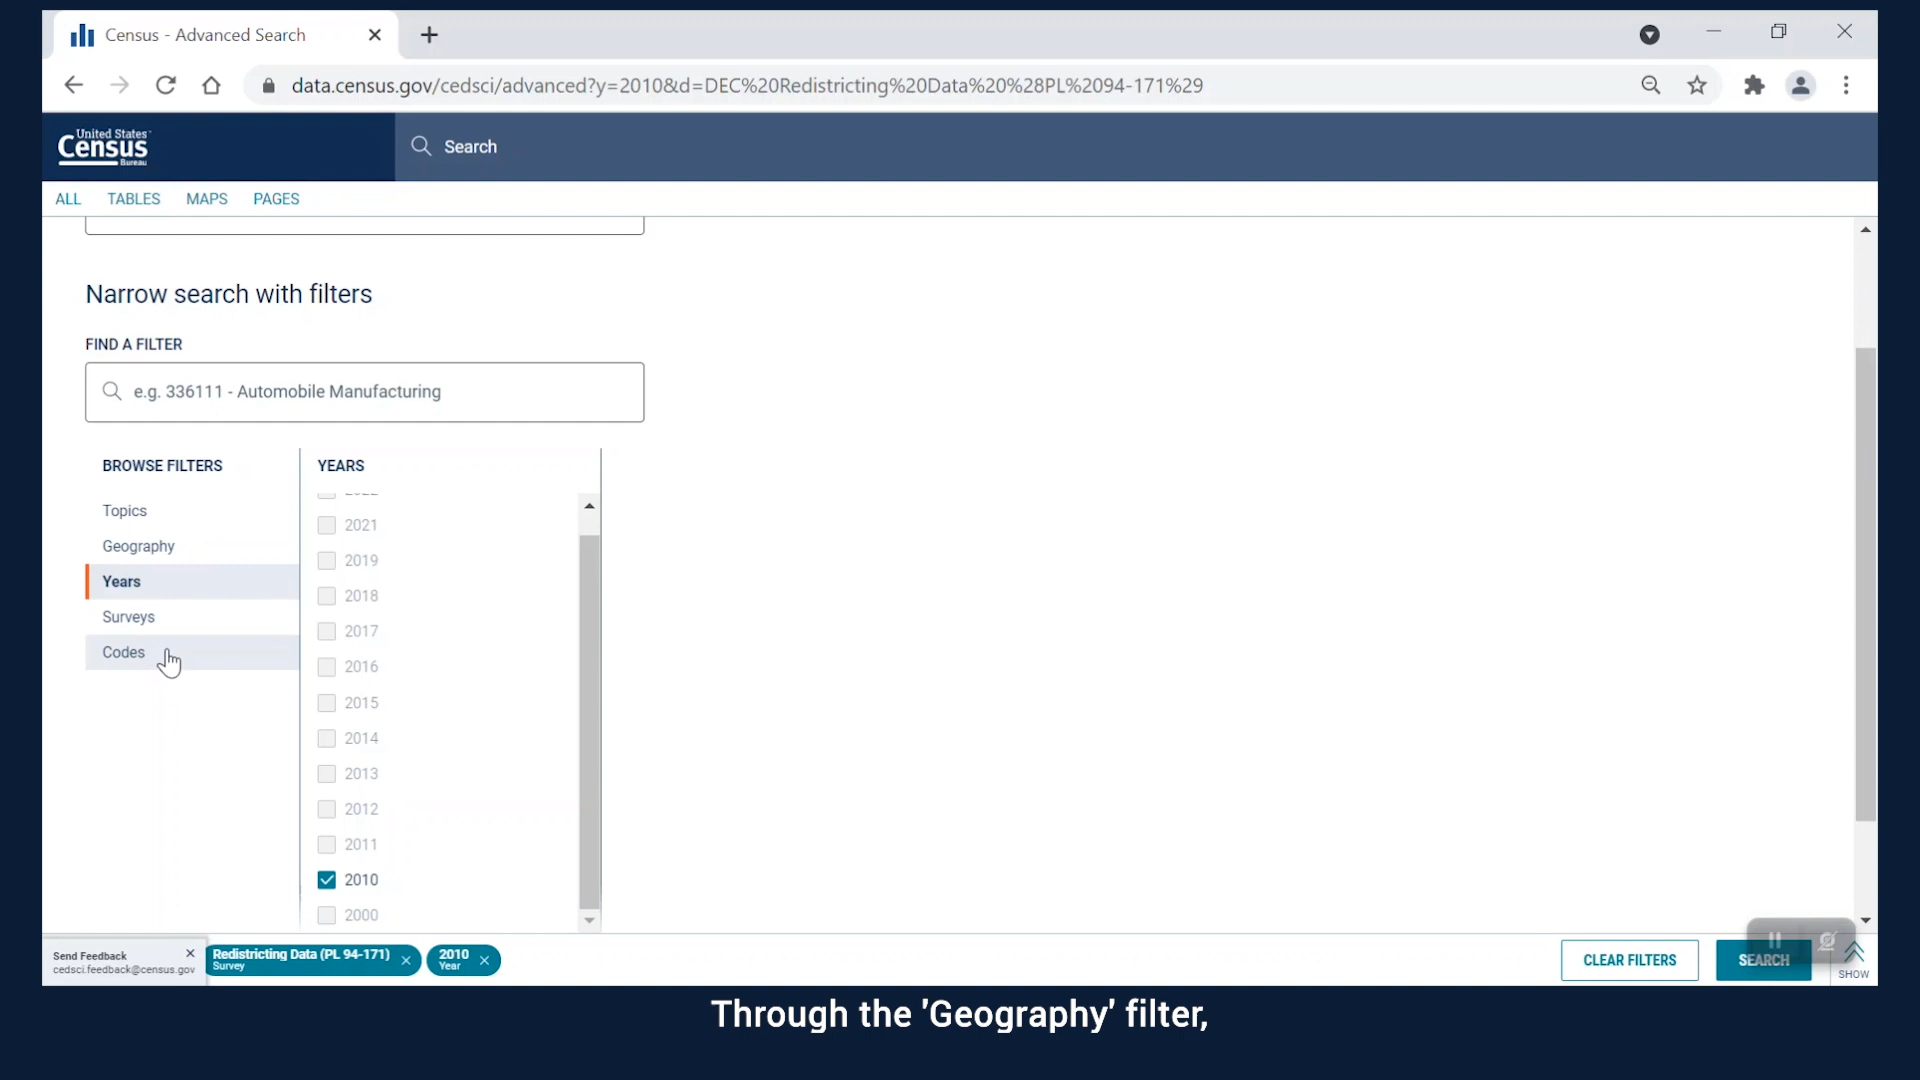 Census - Advanced Search
data.census.gov/cedsci/advanced?y=2010&d=DEC%20Redistricting%20Data%20%28PL%2094-171%29
United States
Census
Bureau
Search
ALL TABLES MAPS PAGES
Narrow search with filters
FIND A FILTER
e.g. 336111 - Automobile Manufacturing
BROWSE FILTERS
Topics
Geography
Years
Surveys
Codes
YEARS
2021
2019
2018
2017
2016
2015
2014
2013
2012
2011
2010
2000
Send Feedback
cedsci.feedback@census.gov
Redistricting Data (PL 94-171)
Survey
2010
Year
CLEAR FILTERS
SEARCH
SHOW
Through the 'Geography' filter,